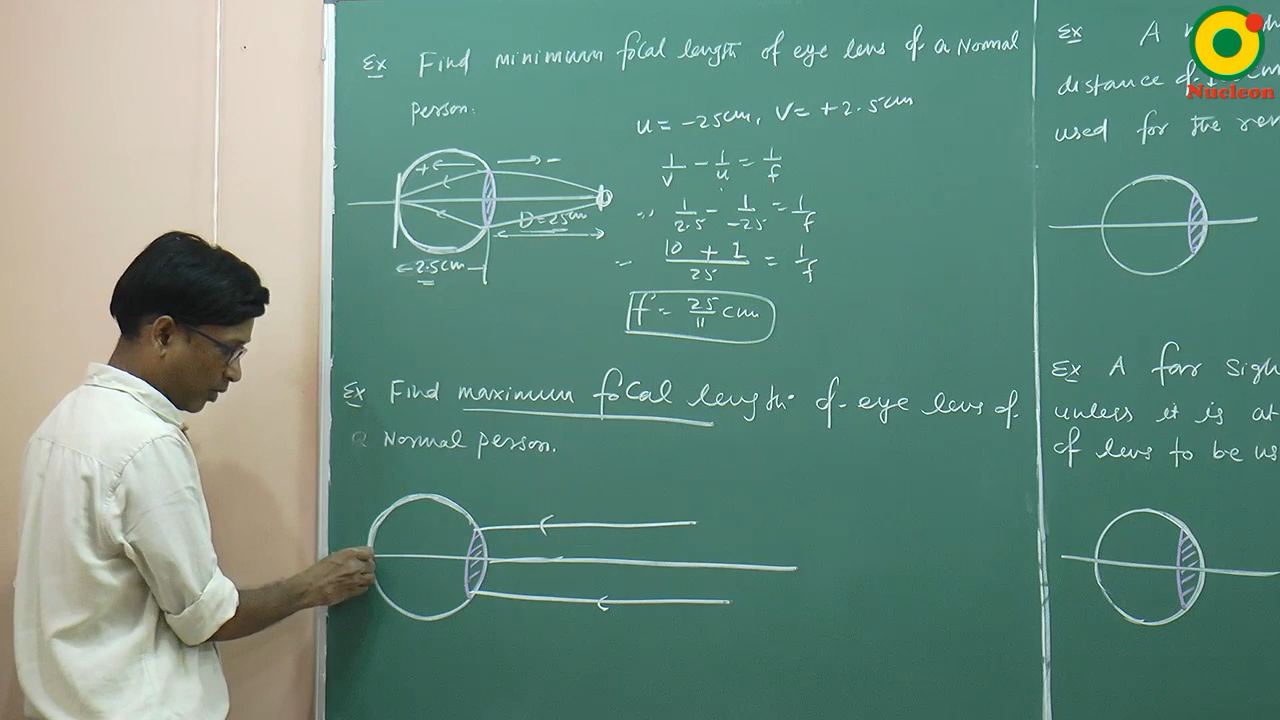 Ex Find minimum focal length of eye lens of a Normal
person.
u = -25cm, v = +2.5cm
1/v - 1/u = 1/f
1/2.5 - 1/-25 = 1/f
10 + 1/25 = 1/f
f = 25/11 cm
+ -
D=25cm
2.5cm
Ex Find maximum focal length of eye lens of
a Normal person.
Ex A
distance of
used for the
Ex A far sigh
unless it is at
of lens to be us
Nucleon